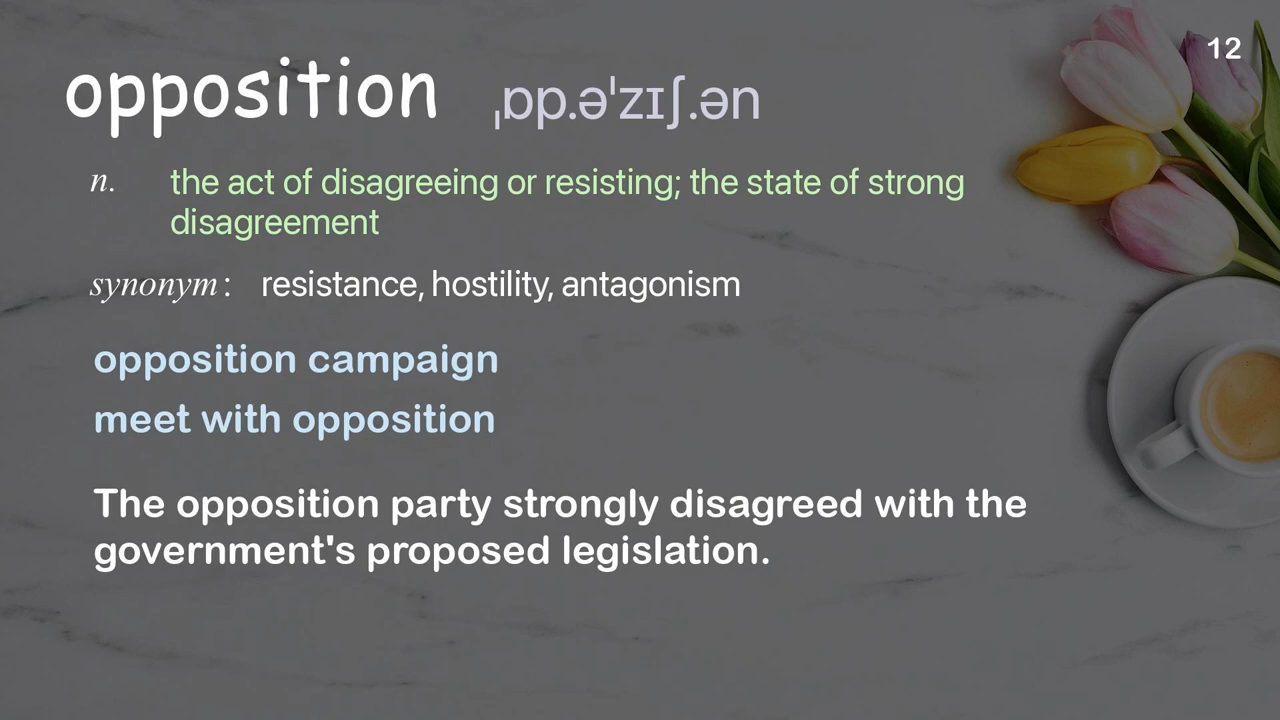 12
opposition ˌɒp.əˈzɪʃ.ən
n. the act of disagreeing or resisting; the state of strong
disagreement
synonym: resistance, hostility, antagonism
opposition campaign
meet with opposition
The opposition party strongly disagreed with the
government's proposed legislation.